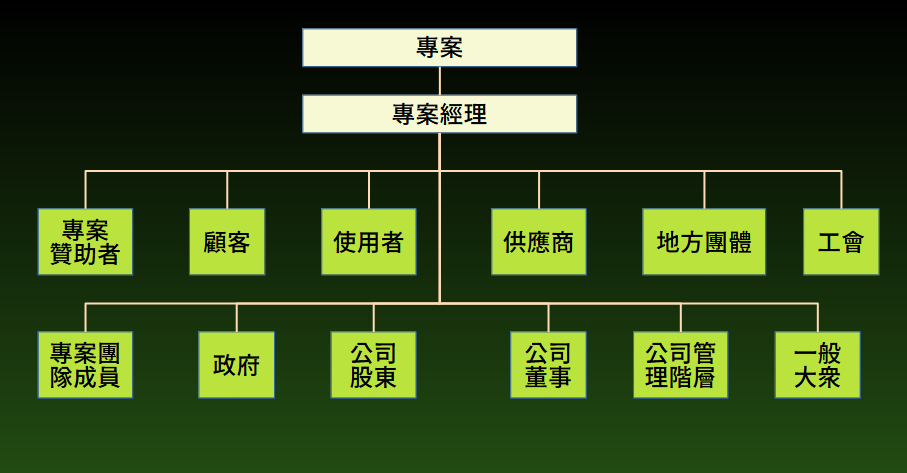 專案
專案經理
專案
贊助者
顧客
使用者
供應商
地方團體
工會
專案團
隊成員
政府
公司
股東
公司
董事
公司管
理階層
一般
大眾